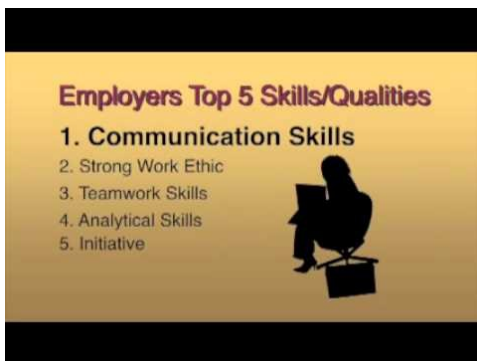 Employers Top 5 Skills/Qualities
1. Communication Skills
2. Strong Work Ethic
3. Teamwork Skills
4. Analytical Skills
5. Initiative